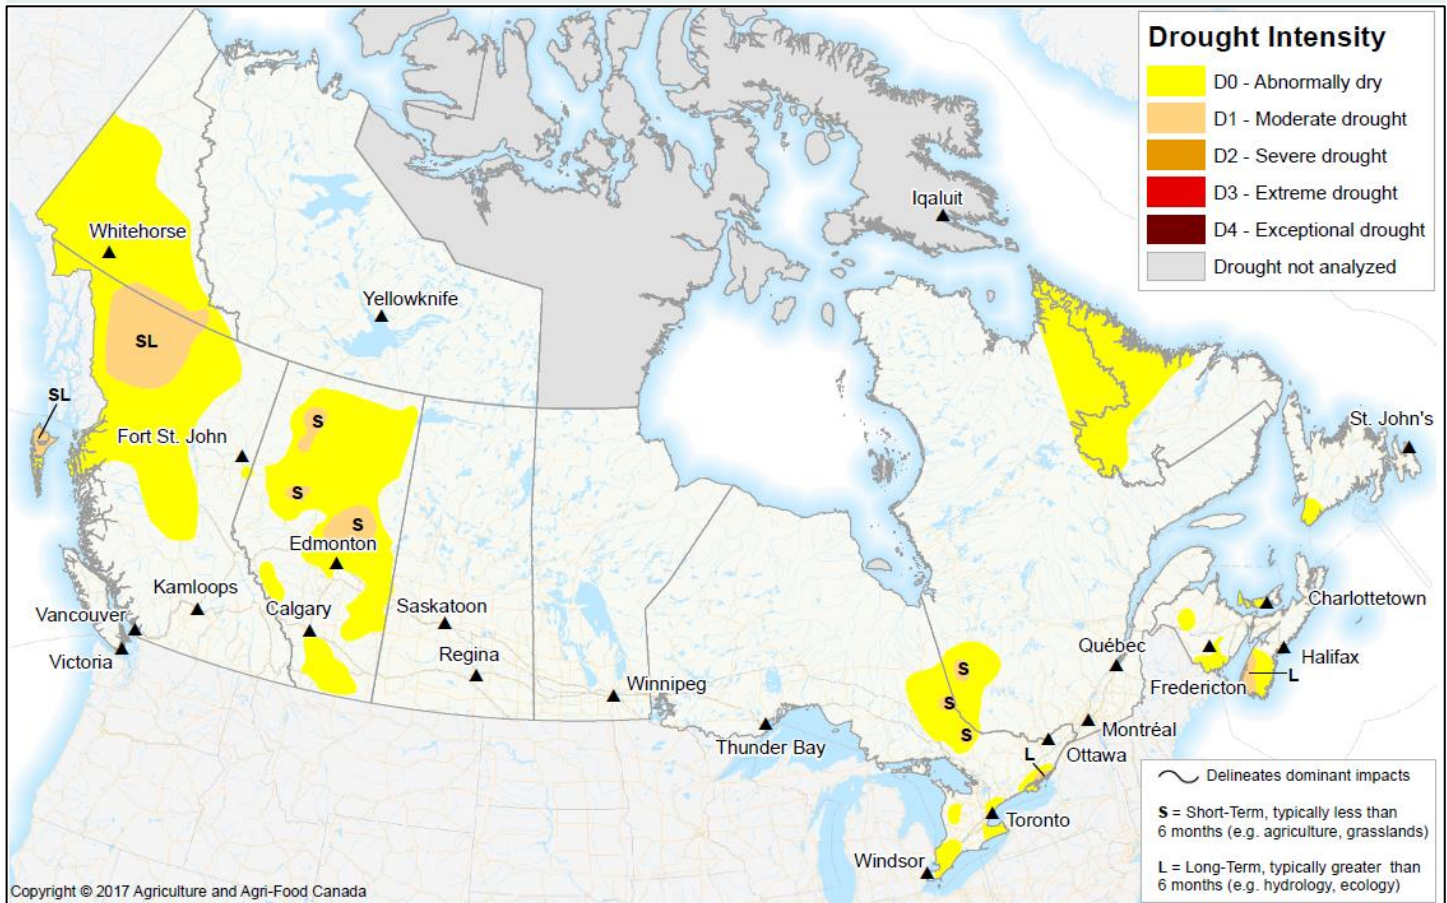 Drought Intensity
D0 - Abnormally dry
D1 - Moderate drought
D2 - Severe drought
D3 - Extreme drought
D4 - Exceptional drought
Drought not analyzed
Iqaluit
Whitehorse
Yellowknife
SL
SL
S
Fort St. John
St. John's
S
S
Edmonton
Kamloops
Calgary
Saskatoon
Charlottetown
Vancouver
Victoria
Regina
Québec
Halifax
S
L
Fredericton
Winnipeg
S
S
Montréal
Thunder Bay
Ottawa
L
Toronto
Windsor
Delineates dominant impacts
S = Short-Term, typically less than
6 months (e.g. agriculture, grasslands)
L = Long-Term, typically greater than
6 months (e.g. hydrology, ecology)
Copyright © 2017 Agriculture and Agri-Food Canada